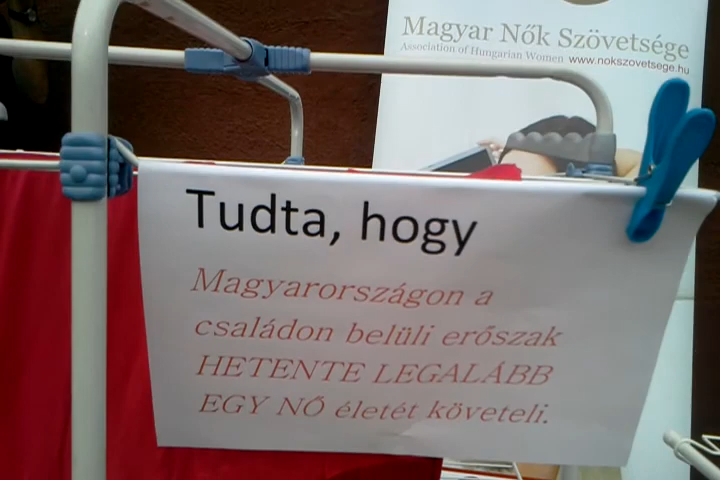 Magyar Nők Szövetsége
Association of Hungarian Women www.nokszovetsege.hu
Tudta, hogy
Magyarországon a
családon belüli erőszak
HETENTE LEGALÁBB
EGY NŐ életét követeli.